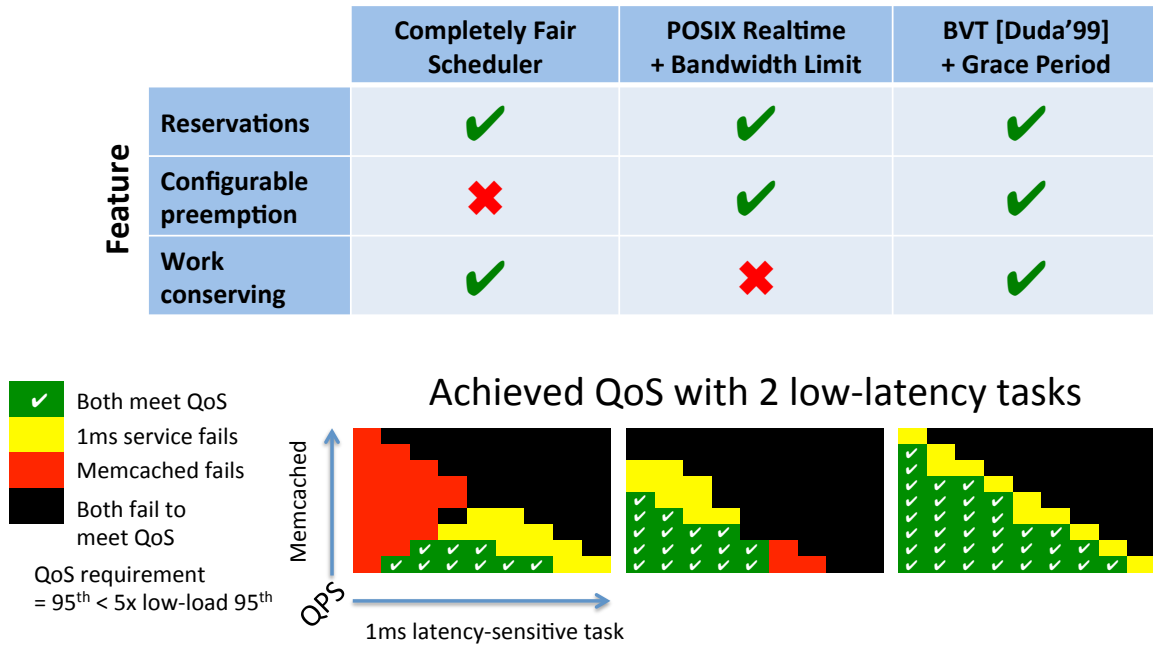 Completely Fair
Scheduler
POSIX Realtime
+ Bandwidth Limit
BVT [Duda’99]
+ Grace Period
Feature
Reservations
✔ ✔ ✔
Configurable
preemption
✖ ✔ ✔
Work
conserving
✔ ✖ ✔
Achieved QoS with 2 low-latency tasks
✔ Both meet QoS
1ms service fails
Memcached fails
Both fail to
meet QoS
QoS requirement
= 95th < 5x low-load 95th
Memcached
QPS
1ms latency-sensitive task